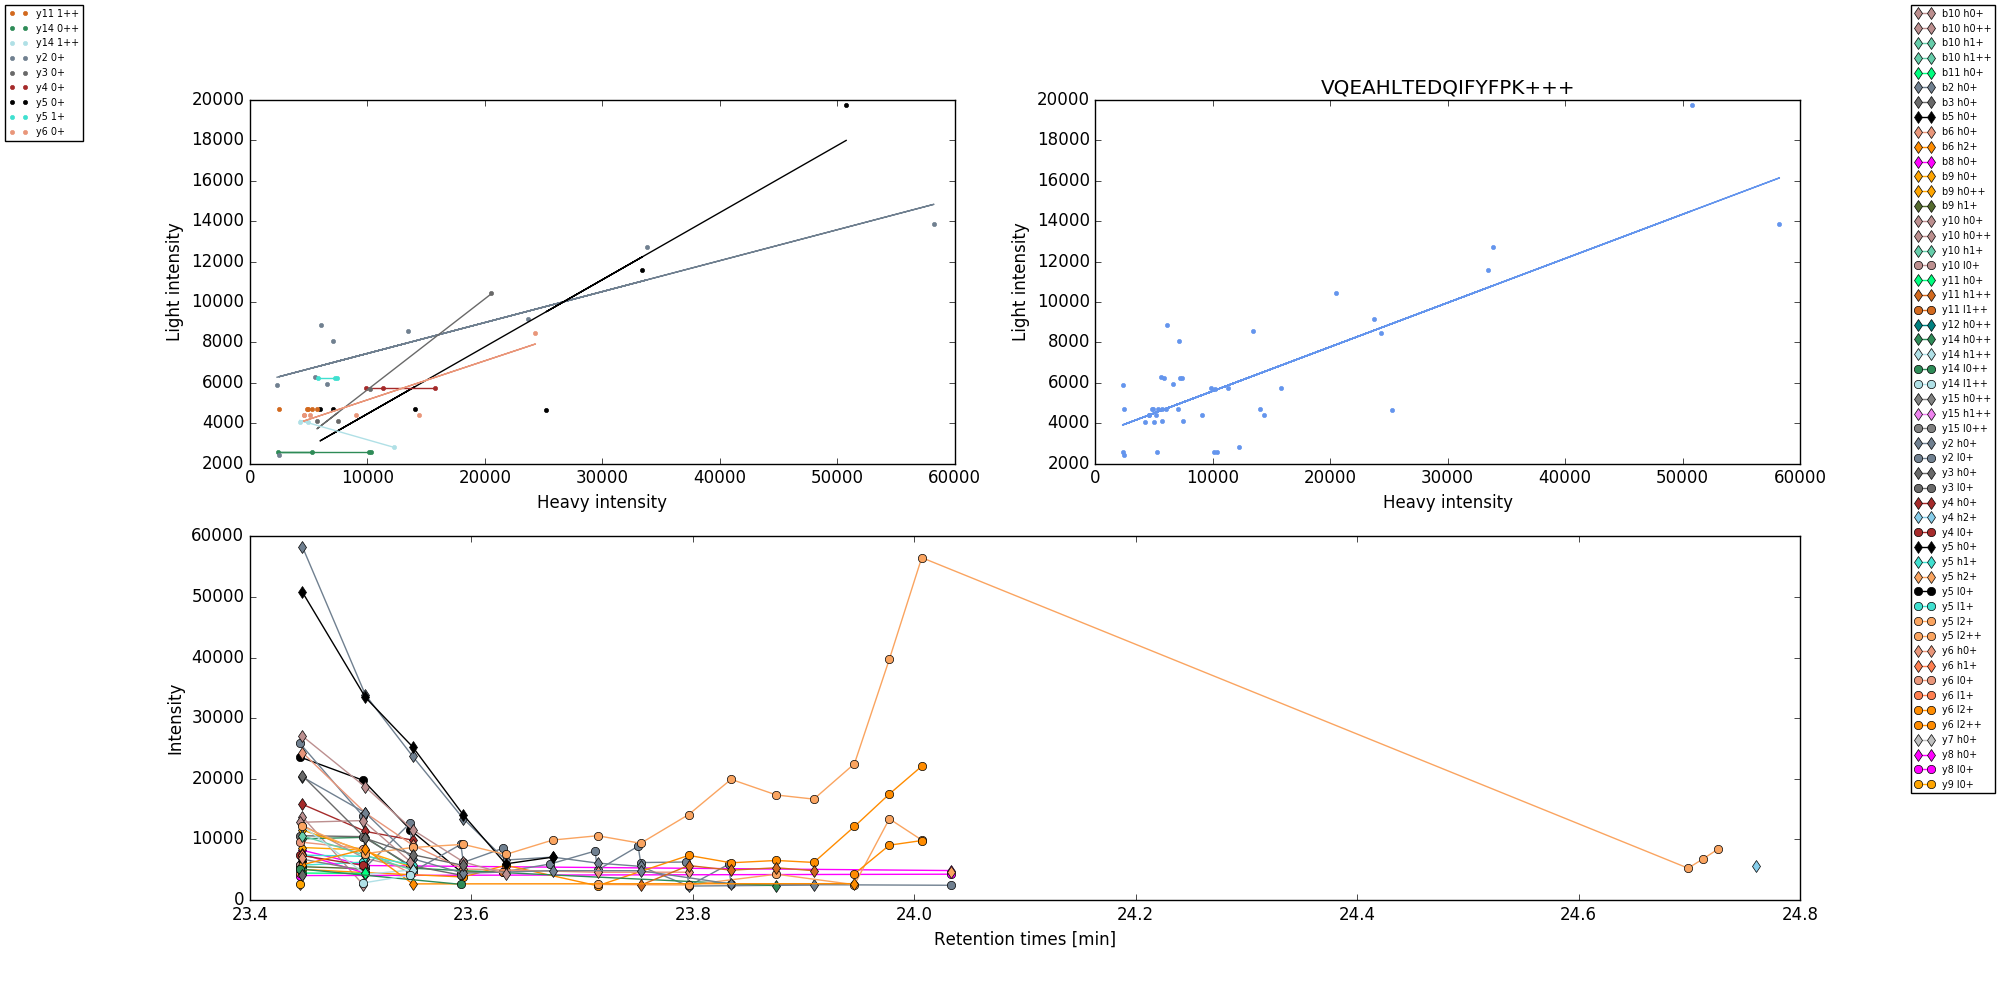 y11 1++
y14 0++
y14 1++
y2 0+
y3 0+
y4 0+
y5 0+
y5 1+
y6 0+
20000
18000
16000
14000
12000
10000
8000
6000
4000
2000
Light intensity
0 10000 20000 30000 40000 50000 60000
Heavy intensity
VQEAHLTEDQIFYFPK+++
20000
18000
16000
14000
12000
10000
8000
6000
4000
2000
Light intensity
0 10000 20000 30000 40000 50000 60000
Heavy intensity
60000
50000
40000
30000
20000
10000
0
Intensity
23.4 23.6 23.8 24.0 24.2 24.4 24.6 24.8
Retention times [min]
b10 h0+
b10 h0++
b10 h1+
b10 h1++
b11 h0+
b2 h0+
b3 h0+
b5 h0+
b6 h0+
b6 h2+
b8 h0+
b9 h0+
b9 h0++
b9 h1+
y10 h0+
y10 h0++
y10 h1+
y10 l0+
y11 h0+
y11 h1++
y11 l1++
y12 h0++
y14 h0++
y14 h1++
y14 l0++
y14 l1++
y15 h0++
y15 h1++
y15 l0++
y2 h0+
y2 l0+
y3 h0+
y3 l0+
y4 h0+
y4 h2+
y4 l0+
y5 h0+
y5 h1+
y5 h2+
y5 l0+
y5 l1+
y5 l2+
y5 l2++
y6 h0+
y6 h1+
y6 l0+
y6 l1+
y6 l2+
y6 l2++
y7 h0+
y8 h0+
y8 l0+
y9 l0+